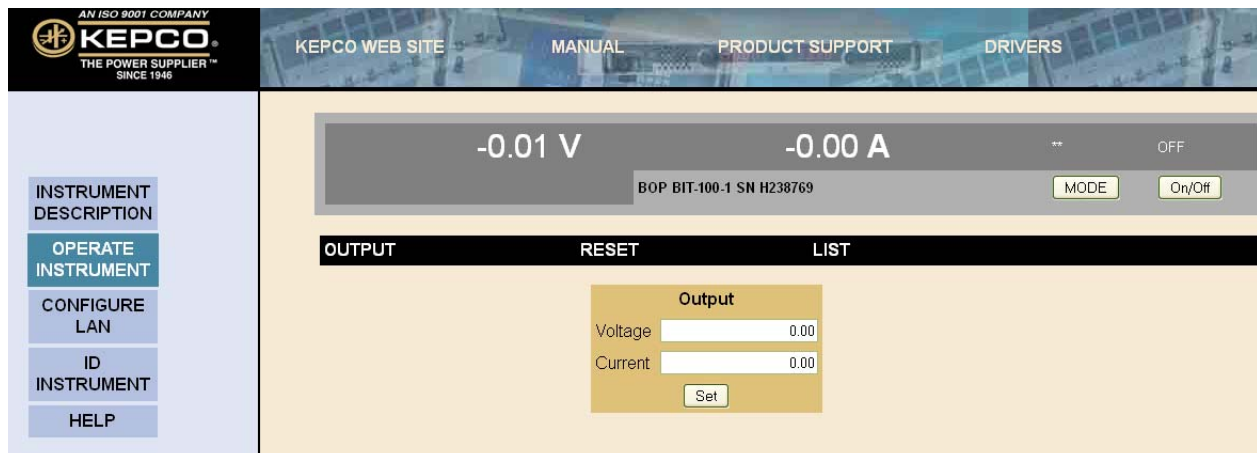 AN ISO 9001 COMPANY
KEPCO®
THE POWER SUPPLIER™
SINCE 1946
KEPCO WEB SITE MANUAL PRODUCT SUPPORT DRIVERS
-0.01 V -0.00 A ** OFF
BOP BIT-100-1 SN H238769 MODE On/Off
INSTRUMENT
DESCRIPTION
OPERATE
INSTRUMENT
CONFIGURE
LAN
ID
INSTRUMENT
HELP
OUTPUT RESET LIST
Output
Voltage 0.00
Current 0.00
Set